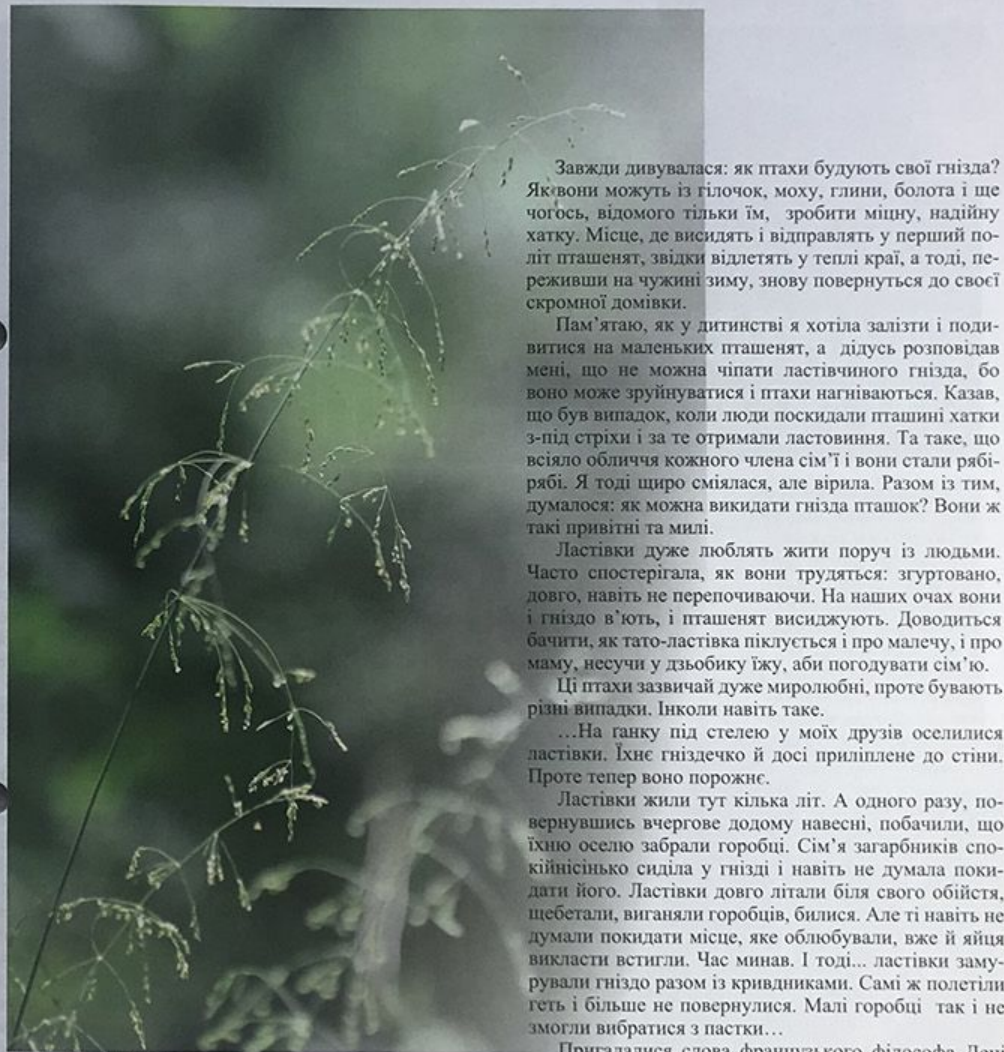 Завжди дивувалася: як птахи будують свої гнізда?
Як вони можуть із гілочок, моху, глини, болота і ще
чогось, відомого тільки їм, зробити міцну, надійну
хатку. Місце, де висидять і відправлять у перший по-
літ пташенят, звідки відлетять у теплі краї, а тоді, пе-
реживши на чужині зиму, знову повернуться до своєї
скромної домівки.
Пам’ятаю, як у дитинстві я хотіла залізти і поди-
витися на маленьких пташенят, а дідусь розповідав
мені, що не можна чіпати ластівчиного гнізда, бо
воно може зруйнуватися і птахи нагніваються. Казав,
що був випадок, коли люди поскидали пташині хатки
з-під стріхи і за те отримали ластовиння. Та таке, що
всіяло обличчя кожного члена сім’ї і вони стали рябі-
рябі. Я тоді щиро сміялася, але вірила. Разом із тим,
думалося: як можна викидати гнізда пташок? Вони ж
такі привітні та милі.
Ластівки дуже люблять жити поруч із людьми.
Часто спостерігала, як вони трудяться: згуртовано,
довго, навіть не перепочиваючи. На наших очах вони
і гніздо в’ють, і пташенят висиджують. Доводиться
бачити, як тато-ластівка піклується і про малечу, і про
маму, несучи у дзьобику їжу, аби погодувати сім’ю.
Ці птахи зазвичай дуже миролюбні, проте бувають
різні випадки. Інколи навіть таке.
…На ґанку під стелею у моїх друзів оселилися
ластівки. Їхнє гніздечко й досі приліплене до стіни.
Проте тепер воно порожнє.
Ластівки жили тут кілька літ. А одного разу, по-
вернувшись вчергове додому навесні, побачили, що
їхню оселю забрали горобці. Сім’я загарбників спо-
кійнісінько сиділа у гнізді і навіть не думала поки-
дати його. Ластівки довго літали біля свого обійстя,
щебетали, виганяли горобців, билися. Але ті навіть не
думали покидати місце, яке облюбували, вже й яйця
викласти встигли. Час минав. І тоді... ластівки заму-
рували гніздо разом із кривдниками. Самі ж полетіли
геть і більше не повернулися. Малі горобці так і не
змогли вибратися з пастки…
Пригадалися слова французького філософа Дені